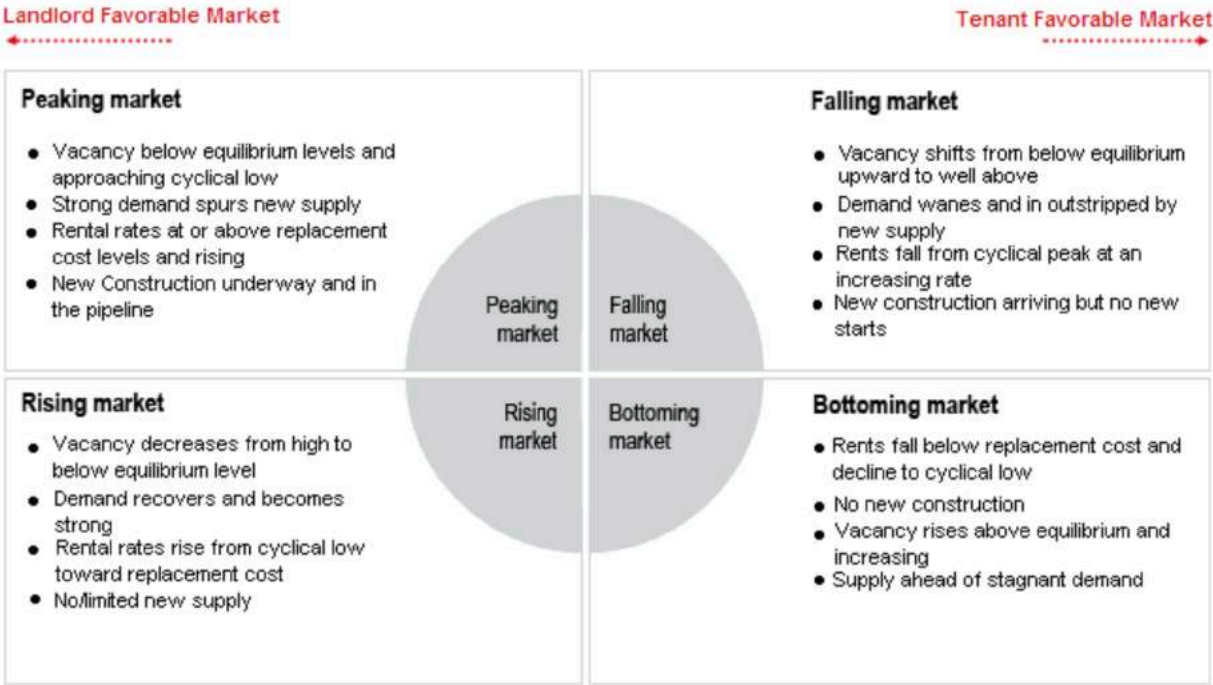 Landlord Favorable Market
Tenant Favorable Market
Peaking market
● Vacancy below equilibrium levels and
approaching cyclical low
● Strong demand spurs new supply
● Rental rates at or above replacement
cost levels and rising
● New Construction underway and in
the pipeline
Falling market
● Vacancy shifts from below equilibrium
upward to well above
● Demand wanes and in outstripped by
new supply
● Rents fall from cyclical peak at an
increasing rate
● New construction arriving but no new
starts
Peaking
market
Falling
market
Rising
market
Bottoming
market
Rising market
● Vacancy decreases from high to
below equilibrium level
● Demand recovers and becomes
strong
● Rental rates rise from cyclical low
toward replacement cost
● No/limited new supply
Bottoming market
● Rents fall below replacement cost and
decline to cyclical low
● No new construction
● Vacancy rises above equilibrium and
increasing
● Supply ahead of stagnant demand